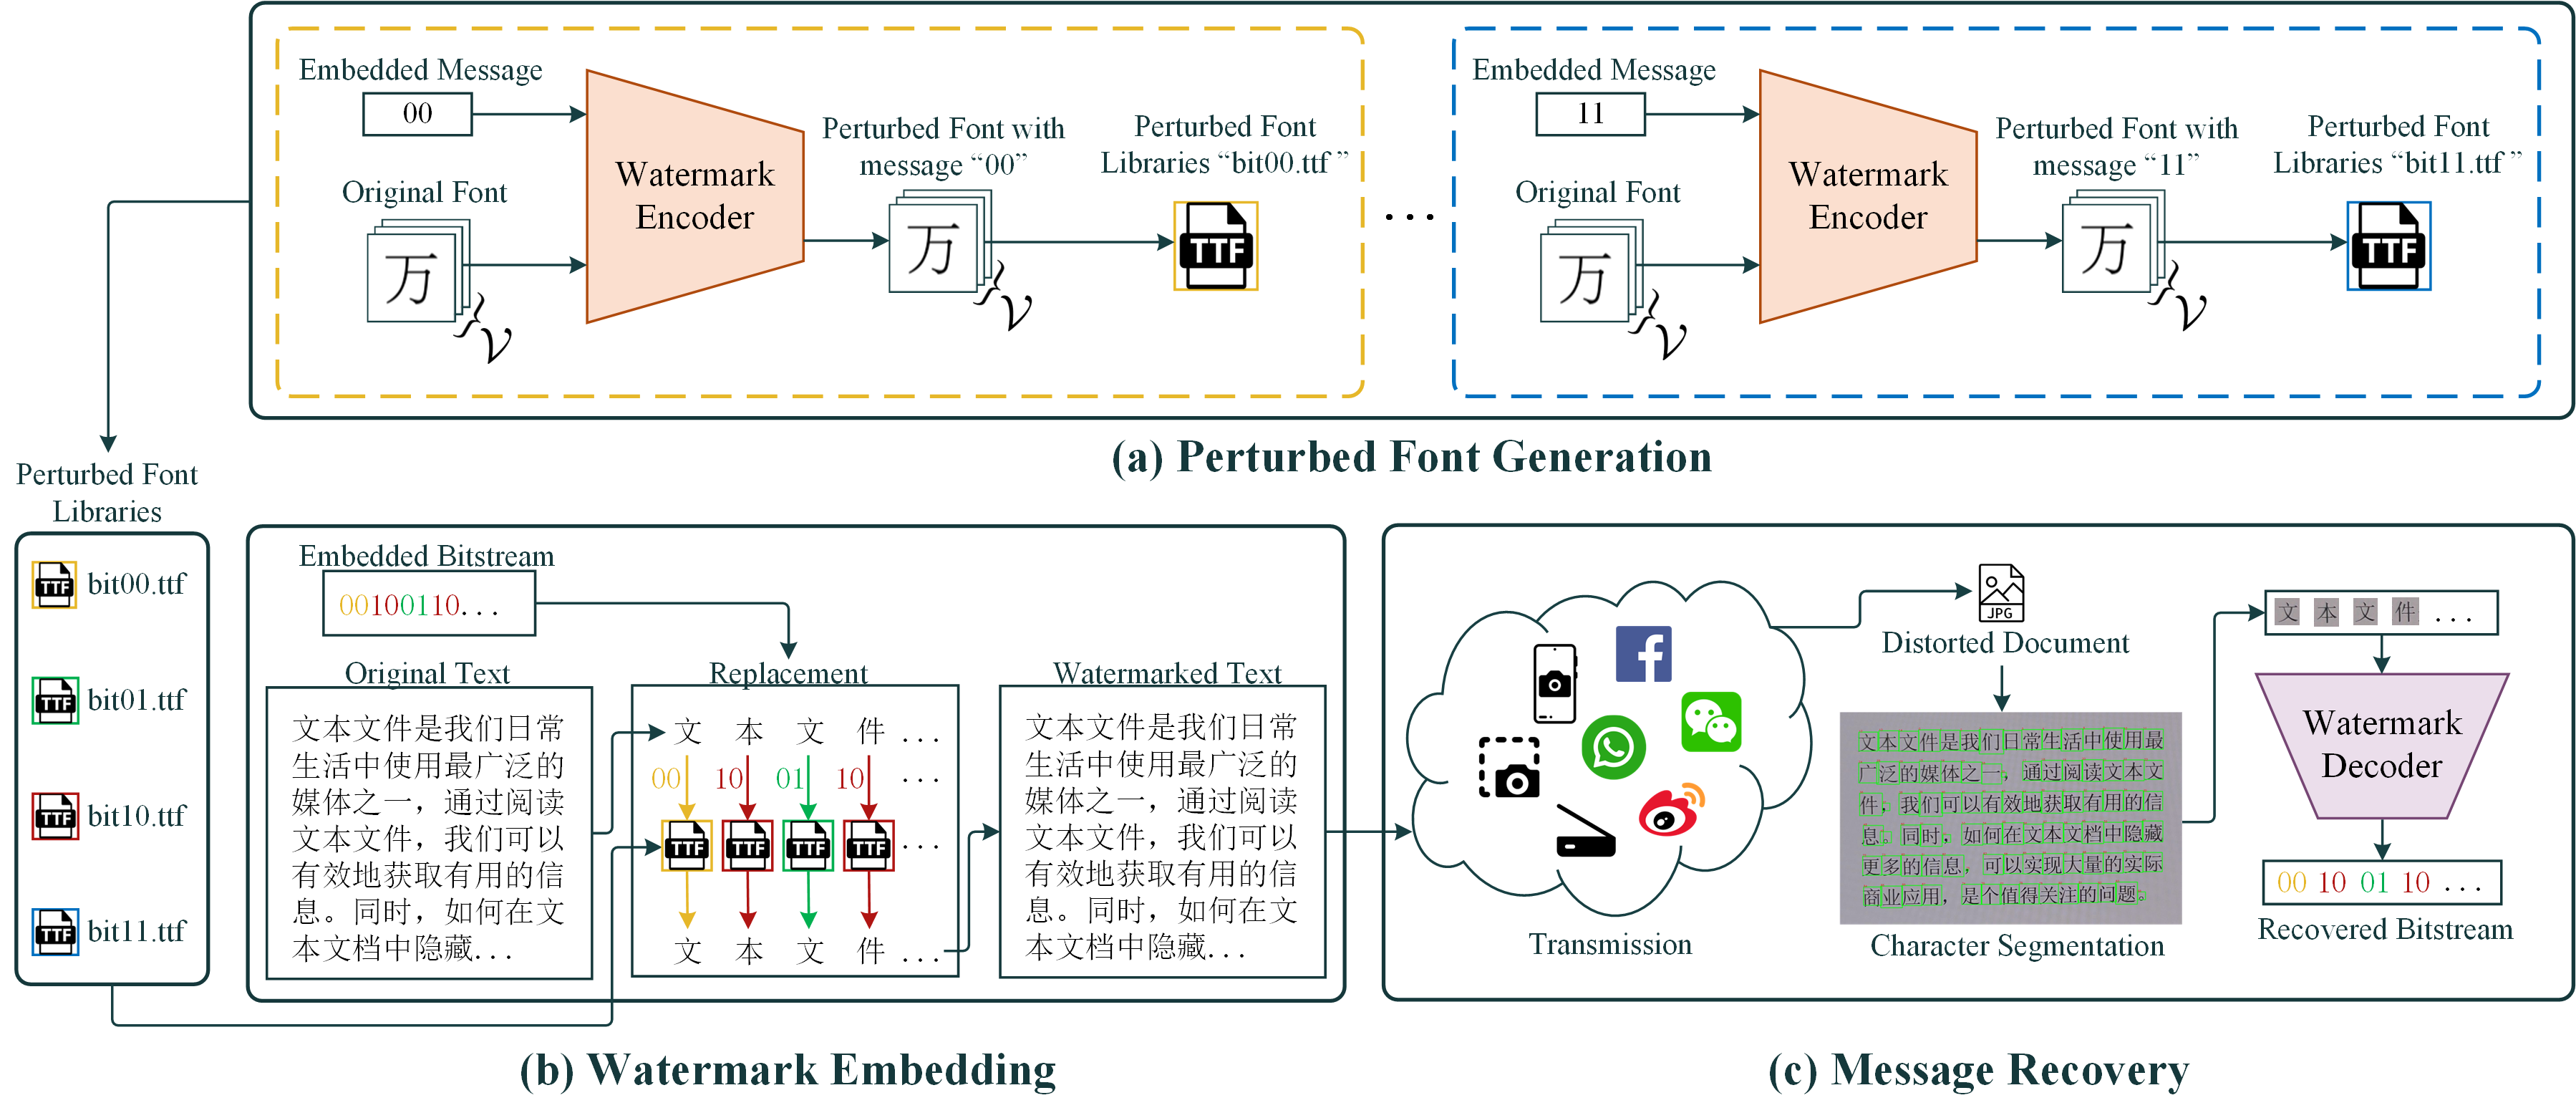 Embedded Message
00
Original Font
万
𝒱
Watermark
Encoder
Perturbed Font with
message “00”
万
𝒱
Perturbed Font
Libraries “bit00.ttf ”
TTF
...
Embedded Message
11
Original Font
万
𝒱
Watermark
Encoder
Perturbed Font with
message “11”
万
𝒱
Perturbed Font
Libraries “bit11.ttf ”
TTF
(a) Perturbed Font Generation
Perturbed Font
Libraries
TTF bit00.ttf
TTF bit01.ttf
TTF bit10.ttf
TTF bit11.ttf
Embedded Bitstream
00100110...
Original Text
文本文件是我们日常
生活中使用最广泛的
媒体之一，通过阅读
文本文件，我们可以
有效地获取有用的信
息。同时，如何在文
本文档中隐藏...
Replacement
文 本 文 件 ...
00 10 01 10 ...
TTF TTF TTF TTF ...
文 本 文 件 ...
Watermarked Text
文本文件是我们日常
生活中使用最广泛的
媒体之一，通过阅读
文本文件，我们可以
有效地获取有用的信
息。同时，如何在文
本文档中隐藏...
(b) Watermark Embedding
Transmission
JPG
Distorted Document
文本文件是我们日常生活中使用最
广泛的媒体之一，通过阅读文本文
件，我们可以有效地获取有用的信
息。同时，如何在文本文档中隐藏
更多的信息，可以实现大量的实际
商业应用，是个值得关注的问题。
Character Segmentation
文 本 文 件 ...
Watermark
Decoder
00 10 01 10 ...
Recovered Bitstream
(c) Message Recovery